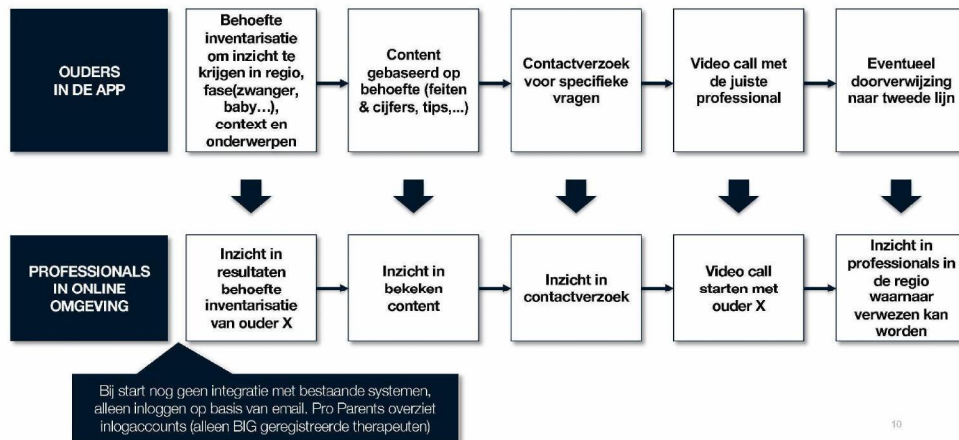 OUDERS
IN DE APP
Behoefte
inventarisatie
om inzicht te
krijgen in regio,
fase(zwanger,
baby…),
context en
onderwerpen
Content
gebaseerd op
behoefte (feiten
& cijfers, tips,...)
Contactverzoek
voor specifieke
vragen
Video call met
de juiste
professional
Eventueel
doorverwijzing
naar tweede lijn
PROFESSIONALS
IN ONLINE
OMGEVING
Inzicht in
resultaten
behoefte
inventarisatie
van ouder X
Inzicht in
bekeken
content
Inzicht in
contactverzoek
Video call
starten met
ouder X
Inzicht in
professionals in
de regio
waarnaar
verwezen kan
worden
Bij start nog geen integratie met bestaande systemen,
alleen inloggen op basis van email. Pro Parents overziet
inlogaccounts (alleen BIG geregistreerde therapeuten)
10